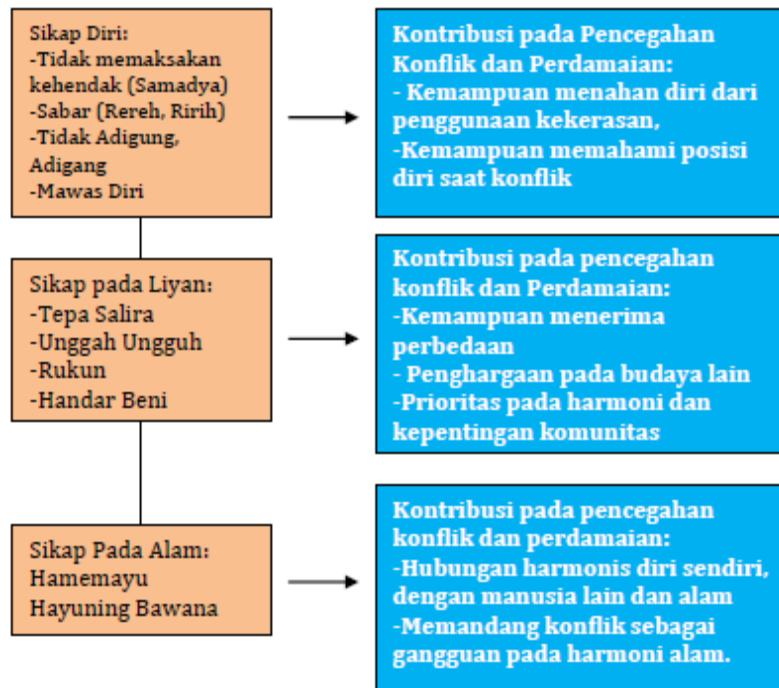 Sikap Diri:
-Tidak memaksakan
kehendak (Samadya)
-Sabar (Rereh, Ririh)
-Tidak Adigung,
Adigang
-Mawas Diri
Kontribusi pada Pencegahan
Konflik dan Perdamaian:
- Kemampuan menahan diri dari
penggunaan kekerasan,
-Kemampuan memahami posisi
diri saat konflik
Sikap pada Liyan:
-Tepa Salira
-Unggah Ungguh
-Rukun
-Handar Beni
Kontribusi pada pencegahan
konflik dan Perdamaian:
-Kemampuan menerima
perbedaan
- Penghargaan pada budaya lain
-Prioritas pada harmoni dan
kepentingan komunitas
Sikap Pada Alam:
Hamemayu
Hayuning Bawana
Kontribusi pada pencegahan
konflik dan perdamaian:
-Hubungan harmonis diri sendiri,
dengan manusia lain dan alam
-Memandang konflik sebagai
gangguan pada harmoni alam.